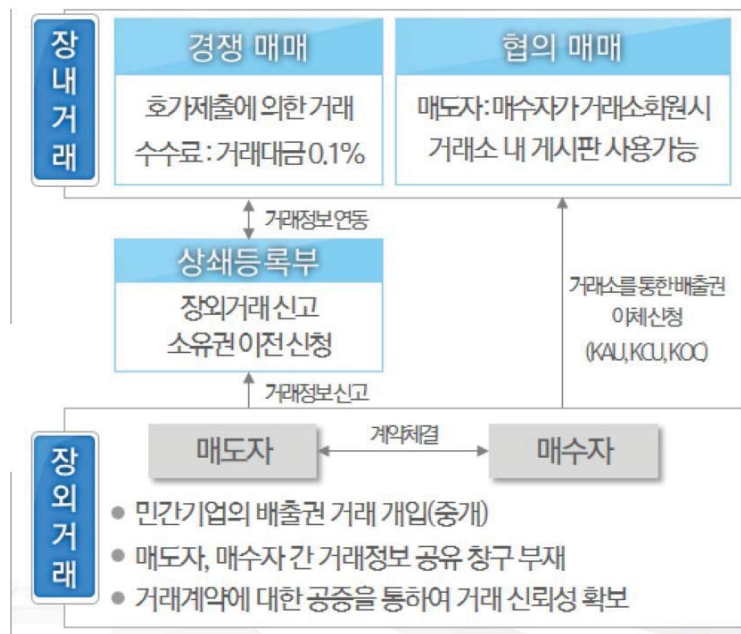 장내거래
경쟁 매매
호가제출에 의한 거래
수수료 : 거래대금 0.1%
협의 매매
매도자 : 매수자가 거래소회원시
거래소 내 게시판 사용가능
거래정보 연동
상쇄등록부
장외거래 신고
소유권 이전 신청
거래소를 통한 배출권
이체 신청
(KAU, KCU, KOC)
거래정보 신고
장외거래
매도자
계약체결
매수자
● 민간기업의 배출권 거래 개입(중개)
● 매도자, 매수자 간 거래정보 공유 창구 부재
● 거래계약에 대한 공증을 통하여 거래 신뢰성 확보